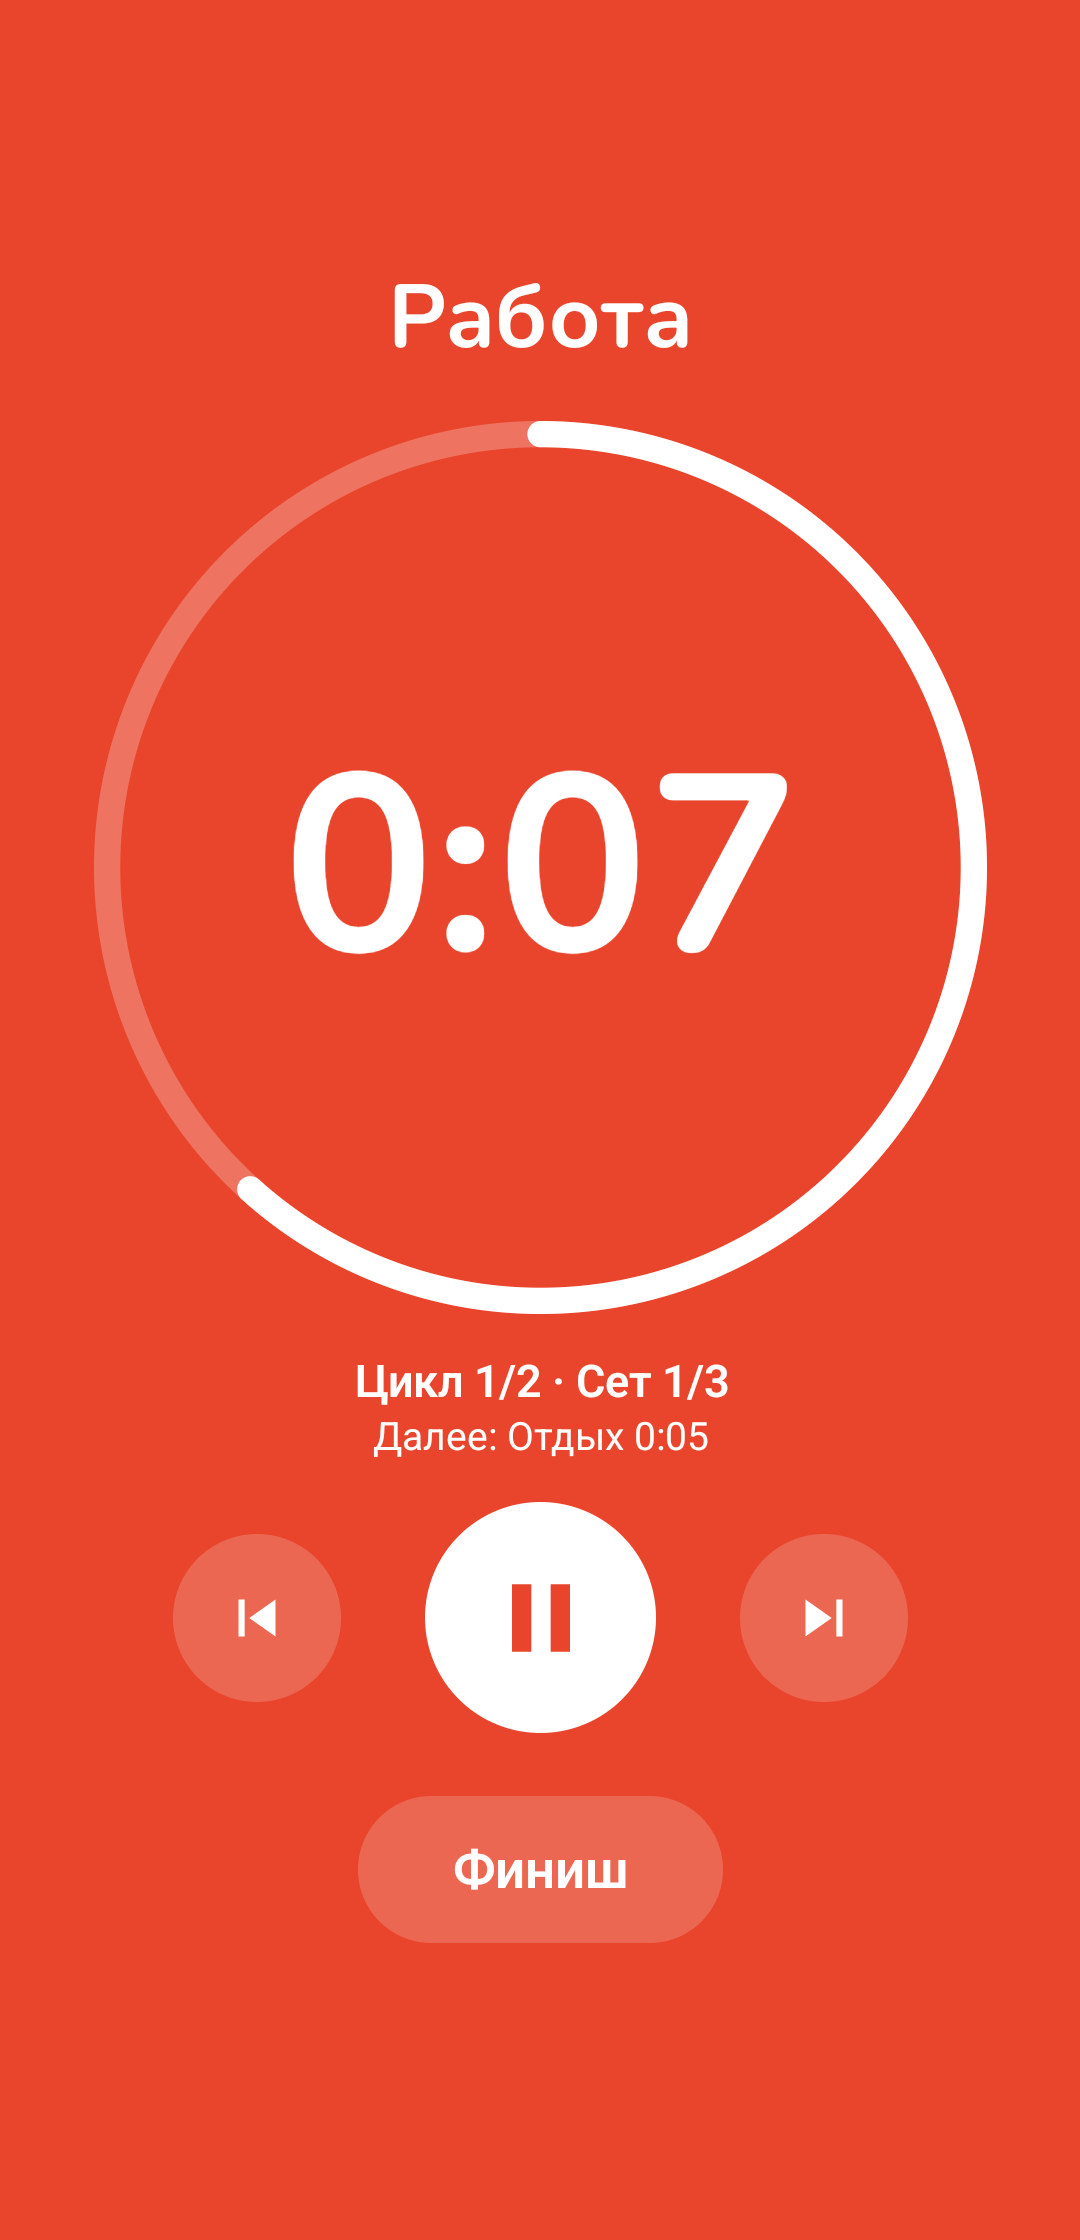 Работа
0:07
Цикл 1/2 · Сет 1/3
Далее: Отдых 0:05
Финиш